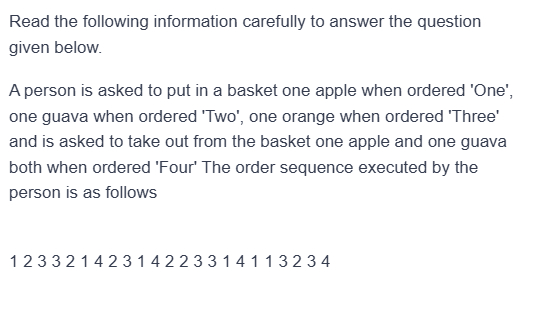 Read the following information carefully to answer the question
given below.
A person is asked to put in a basket one apple when ordered 'One',
one guava when ordered 'Two', one orange when ordered 'Three'
and is asked to take out from the basket one apple and one guava
both when ordered 'Four' The order sequence executed by the
person is as follows
1 2 3 3 2 1 4 2 3 1 4 2 2 3 3 1 4 1 1 3 2 3 4